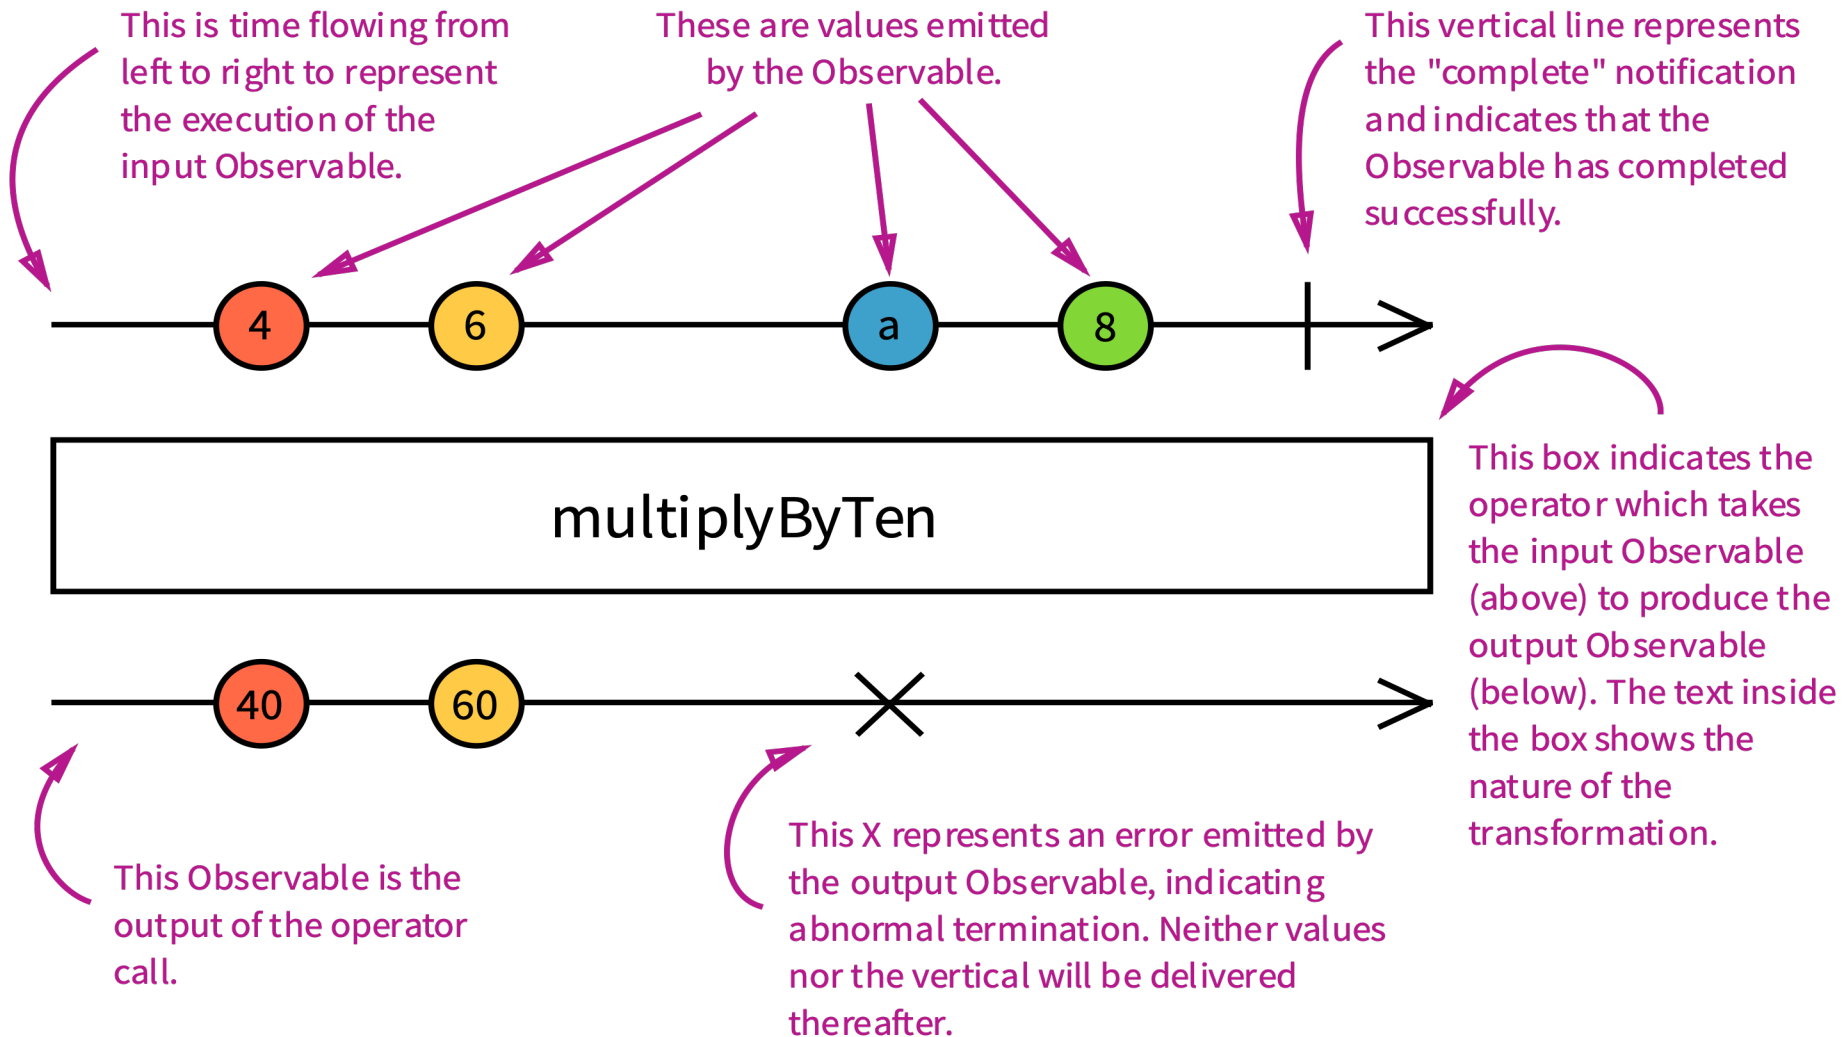 This is time flowing from
left to right to represent
the execution of the
input Observable.
These are values emitted
by the Observable.
This vertical line represents
the "complete" notification
and indicates that the
Observable has completed
successfully.
4
6
a
8
multiplyByTen
This box indicates the
operator which takes
the input Observable
(above) to produce the
output Observable
(below). The text inside
the box shows the
nature of the
transformation.
40
60
This Observable is the
output of the operator
call.
This X represents an error emitted by
the output Observable, indicating
abnormal termination. Neither values
nor the vertical will be delivered
thereafter.